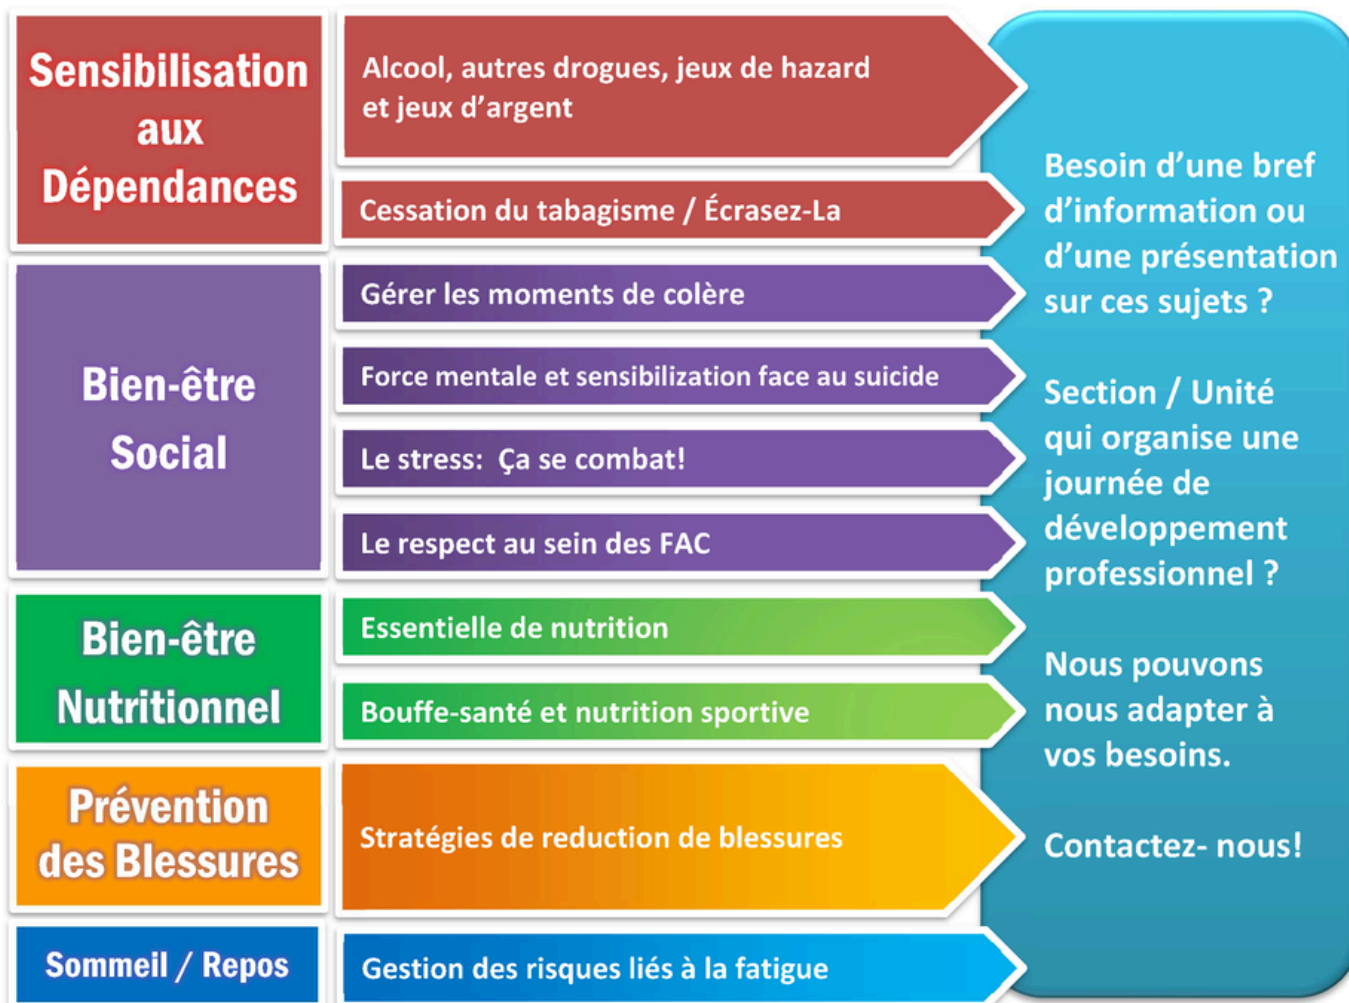 Sensibilisation
aux
Dépendances
Alcool, autres drogues, jeux de hazard
et jeux d’argent
Cessation du tabagisme / Écrasez-La
Bien-être
Social
Gérer les moments de colère
Force mentale et sensibilization face au suicide
Le stress:  Ça se combat!
Le respect au sein des FAC
Bien-être
Nutritionnel
Essentielle de nutrition
Bouffe-santé et nutrition sportive
Prévention
des Blessures
Stratégies de reduction de blessures
Sommeil / Repos
Gestion des risques liés à la fatigue
Besoin d’une bref
d’information ou
d’une présentation
sur ces sujets ?
Section / Unité
qui organise une
journée de
développement
professionnel ?
Nous pouvons
nous adapter à
vos besoins.
Contactez- nous!